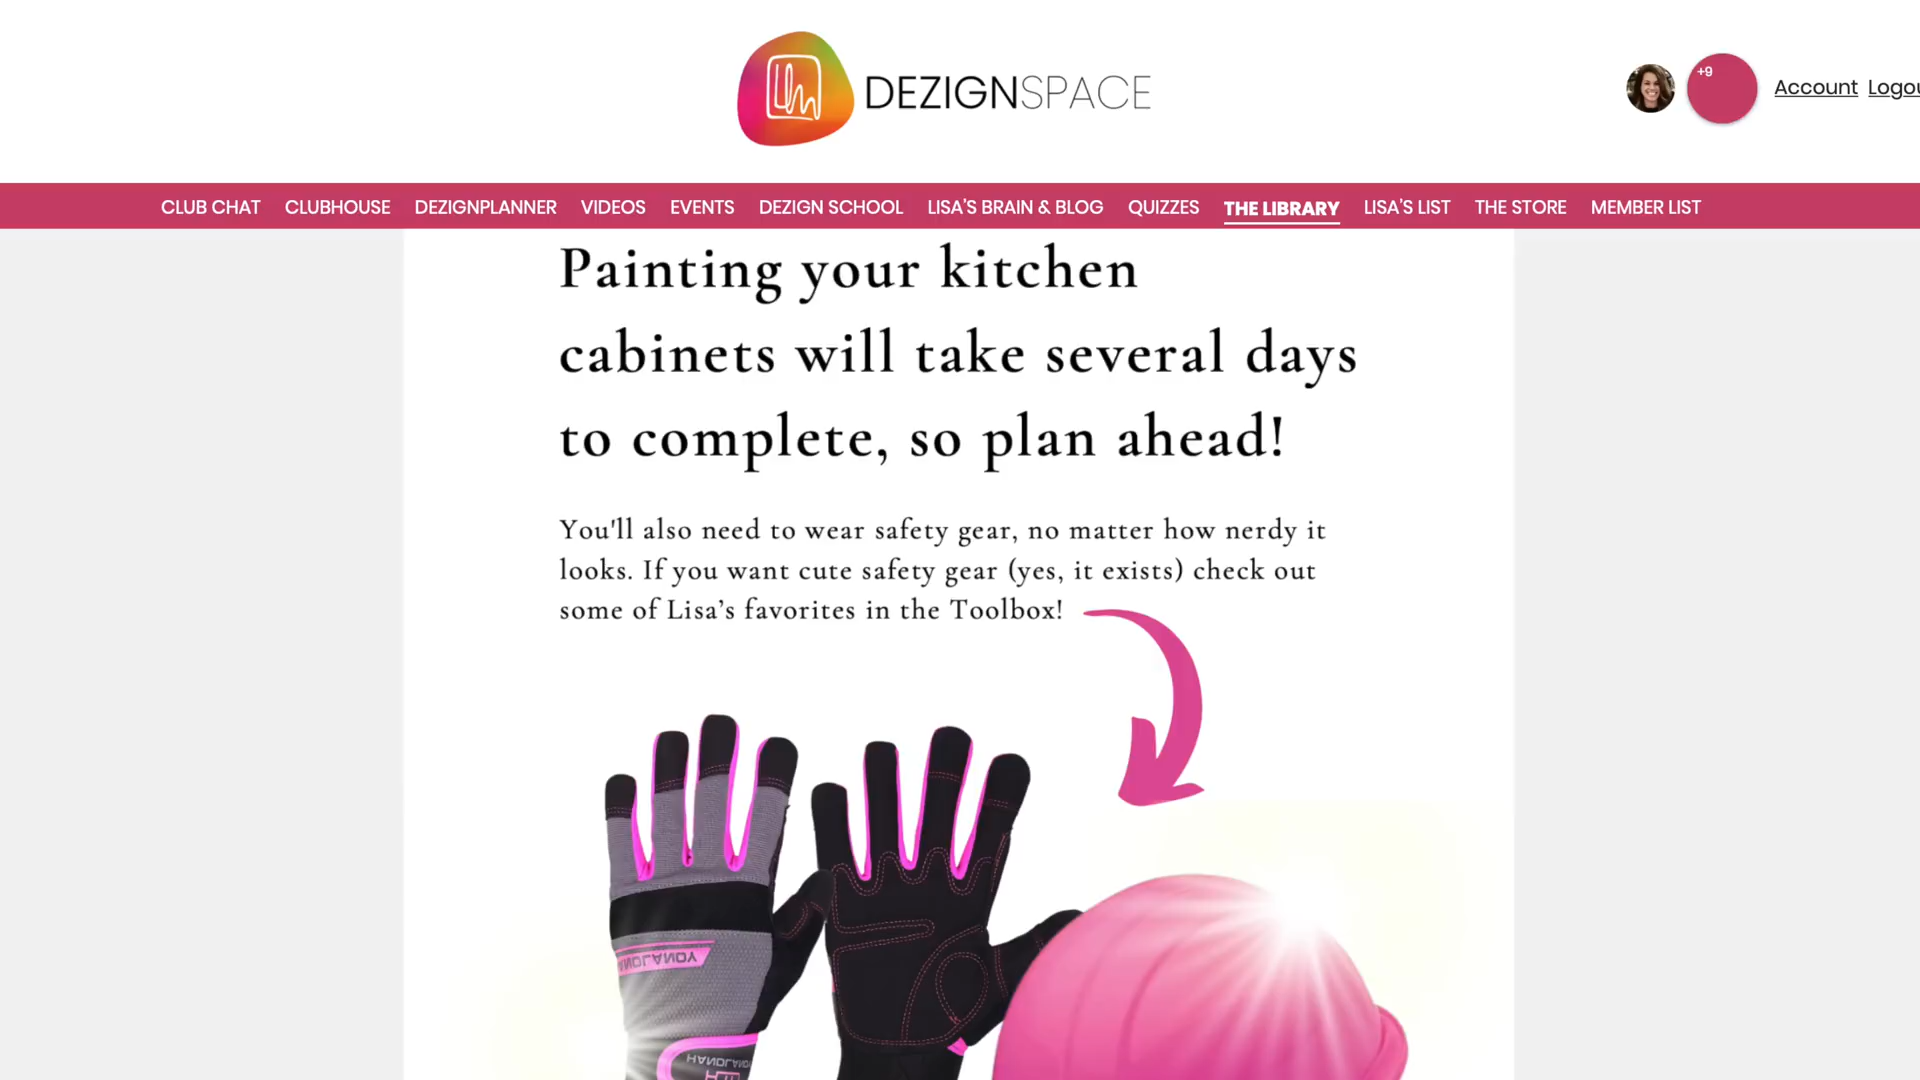 DEZIGNSPACE
+9
Account Logou
CLUB CHAT CLUBHOUSE DEZIGNPLANNER VIDEOS EVENTS DEZIGN SCHOOL LISA'S BRAIN & BLOG QUIZZES THE LIBRARY LISA'S LIST THE STORE MEMBER LIST
Painting your kitchen
cabinets will take several days
to complete, so plan ahead!
You'll also need to wear safety gear, no matter how nerdy it
looks. If you want cute safety gear (yes, it exists) check out
some of Lisa’s favorites in the Toolbox!